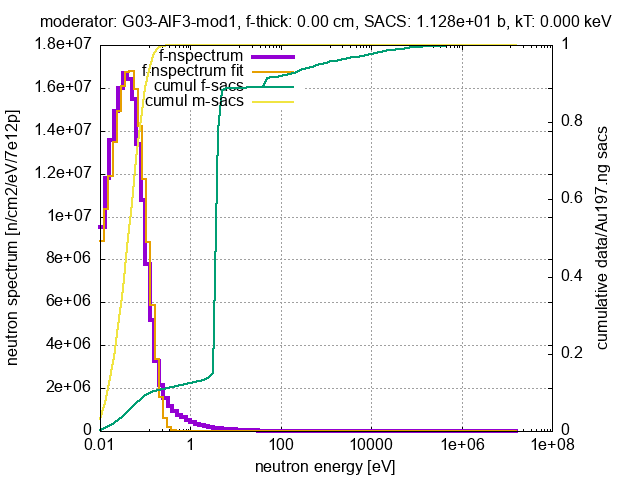 moderator: G03-AlF3-mod1, f-thick: 0.00 cm, SACS: 1.128e+01 b, kT: 0.000 keV
f-nspectrum
f-nspectrum fit
cumul f-sacs
cumul m-sacs
neutron spectrum [n/cm2/eV/7e12p]
1.8e+07
1.6e+07
1.4e+07
1.2e+07
1e+07
8e+06
6e+06
4e+06
2e+06
0
1
0.8
0.6
0.4
0.2
0
cumulative data/Au197.ng sacs
0.01 1 100 10000 1e+06 1e+08
neutron energy [eV]